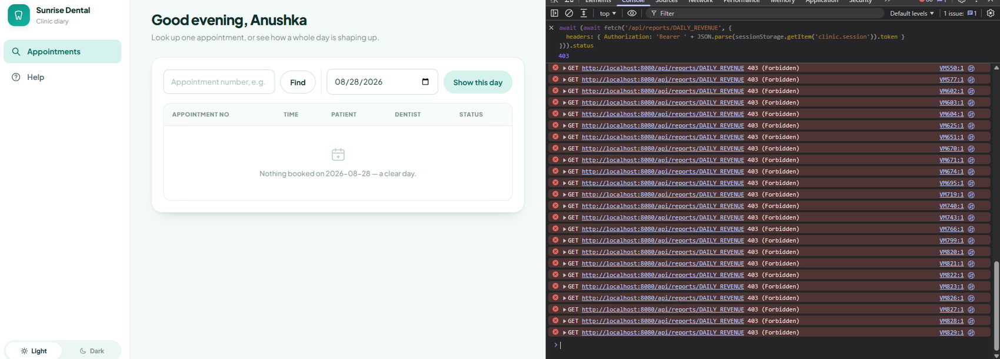 Sunrise Dental
Clinic diary
Appointments
Help
Light
Dark
Good evening, Anushka
Look up one appointment, or see how a whole day is shaping up.
Appointment number, e.g.
Find
08/28/2026
Show this day
APPOINTMENT NO TIME PATIENT DENTIST STATUS
Nothing booked on 2026-08-28 — a clear day.
Elements Console Sources Network Performance Memory Application Security
top Filter Default levels 1 issue: 1
await (await fetch('/api/reports/DAILY_REVENUE', {
headers: { Authorization: 'Bearer ' + JSON.parse(sessionStorage.getItem('clinic.session')).token }
})).status
403
GET http://localhost:8080/api/reports/DAILY_REVENUE 403 (Forbidden) VM550:1
GET http://localhost:8080/api/reports/DAILY_REVENUE 403 (Forbidden) VM577:1
GET http://localhost:8080/api/reports/DAILY_REVENUE 403 (Forbidden) VM602:1
GET http://localhost:8080/api/reports/DAILY_REVENUE 403 (Forbidden) VM603:1
GET http://localhost:8080/api/reports/DAILY_REVENUE 403 (Forbidden) VM604:1
GET http://localhost:8080/api/reports/DAILY_REVENUE 403 (Forbidden) VM625:1
GET http://localhost:8080/api/reports/DAILY_REVENUE 403 (Forbidden) VM651:1
GET http://localhost:8080/api/reports/DAILY_REVENUE 403 (Forbidden) VM670:1
GET http://localhost:8080/api/reports/DAILY_REVENUE 403 (Forbidden) VM671:1
GET http://localhost:8080/api/reports/DAILY_REVENUE 403 (Forbidden) VM674:1
GET http://localhost:8080/api/reports/DAILY_REVENUE 403 (Forbidden) VM695:1
GET http://localhost:8080/api/reports/DAILY_REVENUE 403 (Forbidden) VM719:1
GET http://localhost:8080/api/reports/DAILY_REVENUE 403 (Forbidden) VM740:1
GET http://localhost:8080/api/reports/DAILY_REVENUE 403 (Forbidden) VM743:1
GET http://localhost:8080/api/reports/DAILY_REVENUE 403 (Forbidden) VM766:1
GET http://localhost:8080/api/reports/DAILY_REVENUE 403 (Forbidden) VM799:1
GET http://localhost:8080/api/reports/DAILY_REVENUE 403 (Forbidden) VM820:1
GET http://localhost:8080/api/reports/DAILY_REVENUE 403 (Forbidden) VM821:1
GET http://localhost:8080/api/reports/DAILY_REVENUE 403 (Forbidden) VM822:1
GET http://localhost:8080/api/reports/DAILY_REVENUE 403 (Forbidden) VM823:1
GET http://localhost:8080/api/reports/DAILY_REVENUE 403 (Forbidden) VM826:1
GET http://localhost:8080/api/reports/DAILY_REVENUE 403 (Forbidden) VM827:1
GET http://localhost:8080/api/reports/DAILY_REVENUE 403 (Forbidden) VM828:1
GET http://localhost:8080/api/reports/DAILY_REVENUE 403 (Forbidden) VM829:1